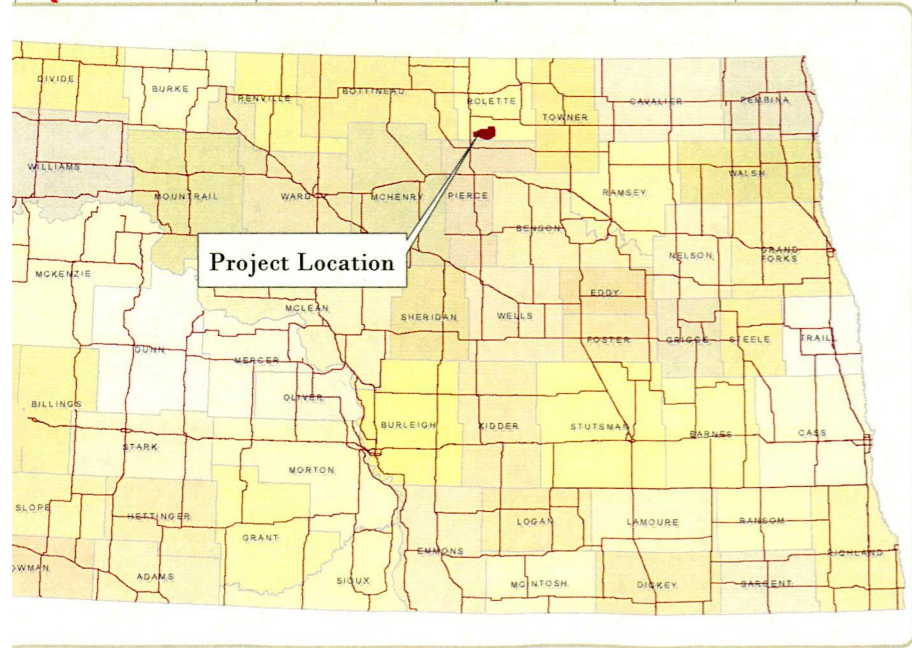 DIVIDE
BURKE
RENVILLE
BOTTINEAU
ROLETTE
TOWNER
CAVALIER
PEMBINA
WILLIAMS
MOUNTRAIL
WARD
MCHENRY
PIERCE
RAMSEY
WALSH
BENSON
Project Location
NELSON
GRAND
FORKS
MCKENZIE
MCLEAN
SHERIDAN
WELLS
EDDY
FOSTER
GRIGGS
STEELE
TRAIL
DUNN
MERCER
OLIVER
BILLINGS
STARK
BURLEIGH
KIDDER
STUTSMAN
BARNES
CASS
MORTON
SLOPE
HETTINGER
GRANT
LOGAN
LAMOURE
RANSOM
EMMONS
RICHLAND
OWMAN
ADAMS
SIOUX
MCINTOSH
DICKEY
SARGENT